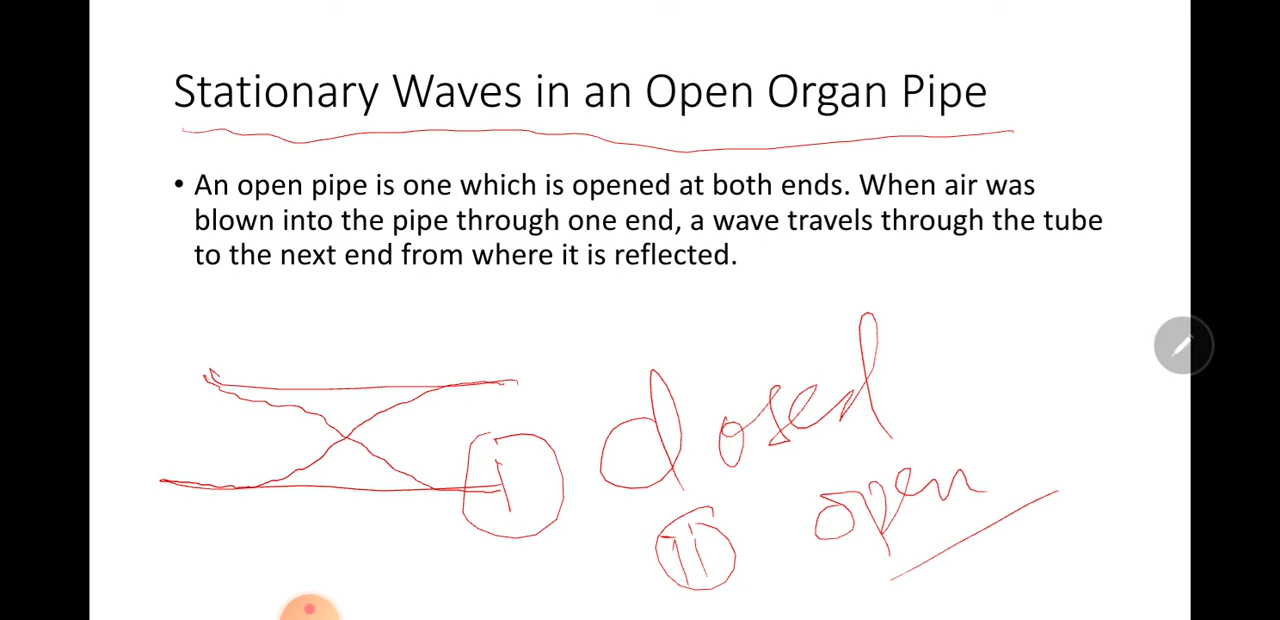 Stationary Waves in an Open Organ Pipe
• An open pipe is one which is opened at both ends. When air was
blown into the pipe through one end, a wave travels through the tube
to the next end from where it is reflected.
I closed
II open